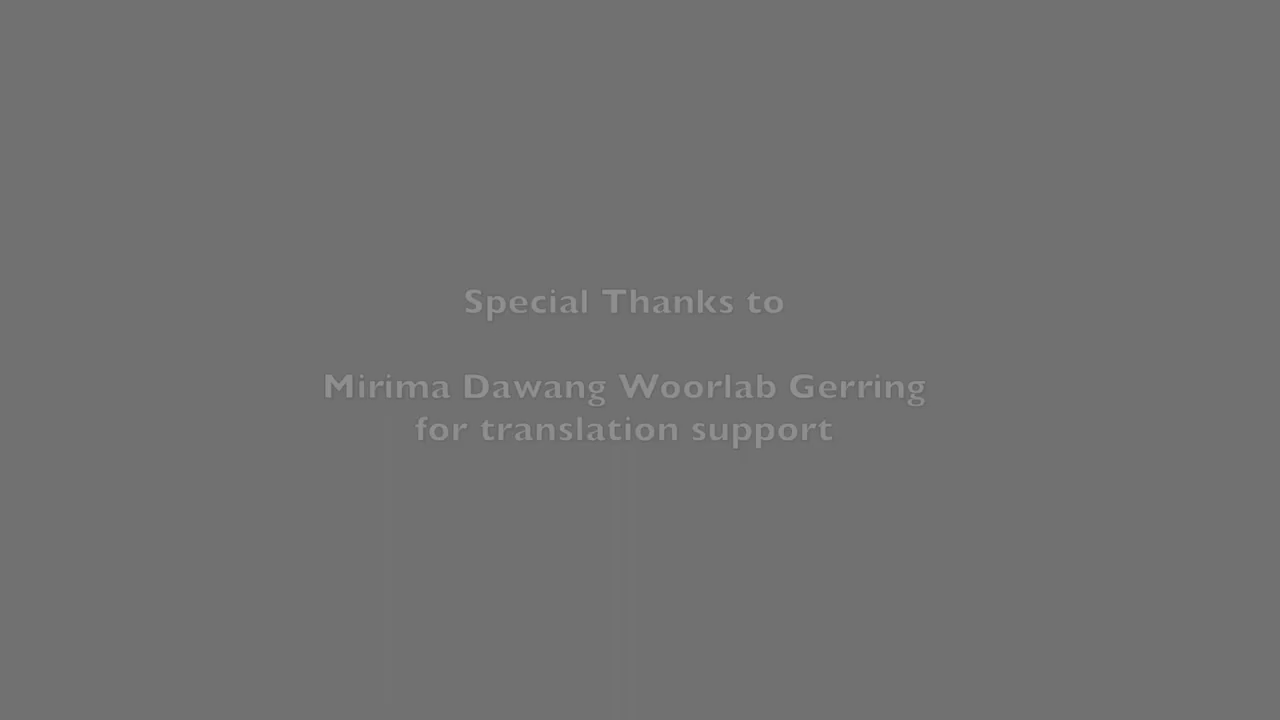 Special Thanks to
Mirima Dawang Woorlab Gerring
for translation support